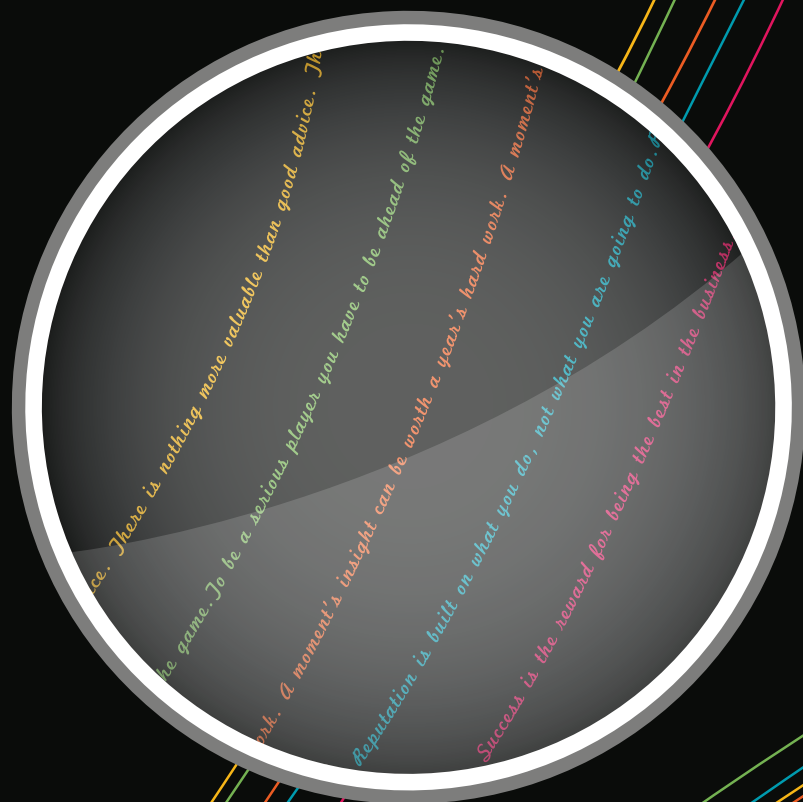 ce. There is nothing more valuable than good advice. Th
he game. To be a serious player you have to be ahead of the game.
ork. A moment's insight can be worth a year's hard work. A moment's
Reputation is built on what you do, not what you are going to do.
Success is the reward for being the best in the business